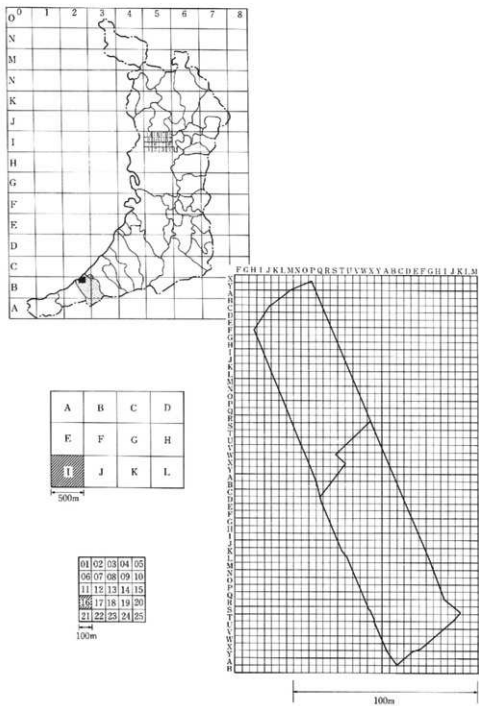 0 1 2 3 4 5 6 7 8
O
N
M
N
K
J
I
H
G
F
E
D
C
B
A
F G H I J K L M N O P Q R S T U V W X Y A B C D E F G H I J K L M
X
Y
A
B
C
D
E
F
G
H
I
J
K
L
M
N
O
P
Q
R
S
T
U
V
W
X
Y
A
B
C
D
E
F
G
H
I
J
K
L
M
N
O
P
Q
R
S
T
U
V
W
X
Y
A
B
100m
A B C D
E F G H
I J K L
500m
01 02 03 04 05
06 07 08 09 10
11 12 13 14 15
16 17 18 19 20
21 22 23 24 25
100m